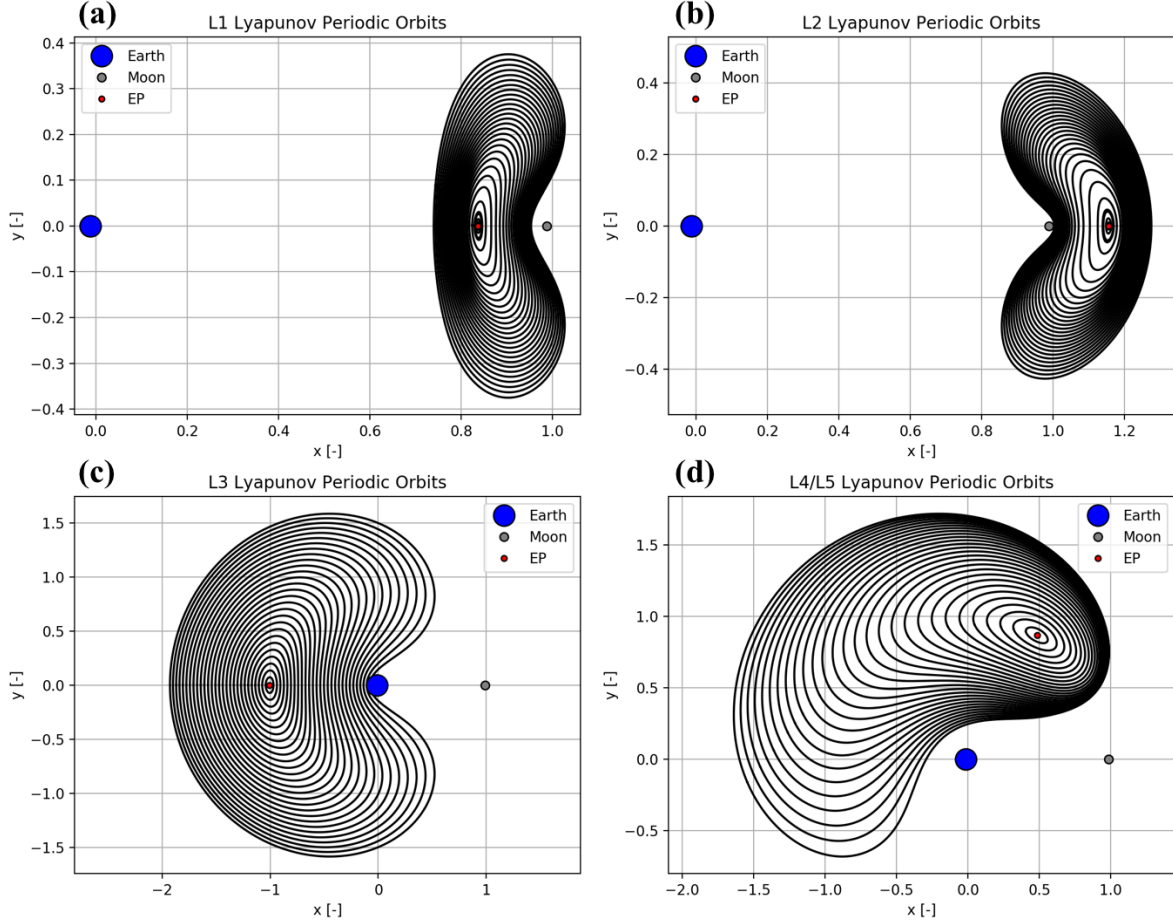 (a)
L1 Lyapunov Periodic Orbits
Earth
Moon
EP
0.4
0.3
0.2
0.1
0.0
−0.1
−0.2
−0.3
−0.4
y [-]
0.0 0.2 0.4 0.6 0.8 1.0
x [-]
(b)
L2 Lyapunov Periodic Orbits
Earth
Moon
EP
0.4
0.2
0.0
−0.2
−0.4
y [-]
0.0 0.2 0.4 0.6 0.8 1.0 1.2
x [-]
(c)
L3 Lyapunov Periodic Orbits
Earth
Moon
EP
1.5
1.0
0.5
0.0
−0.5
−1.0
−1.5
y [-]
−2 −1 0 1
x [-]
(d)
L4/L5 Lyapunov Periodic Orbits
Earth
Moon
EP
1.5
1.0
0.5
0.0
−0.5
y [-]
−2.0 −1.5 −1.0 −0.5 0.0 0.5 1.0
x [-]